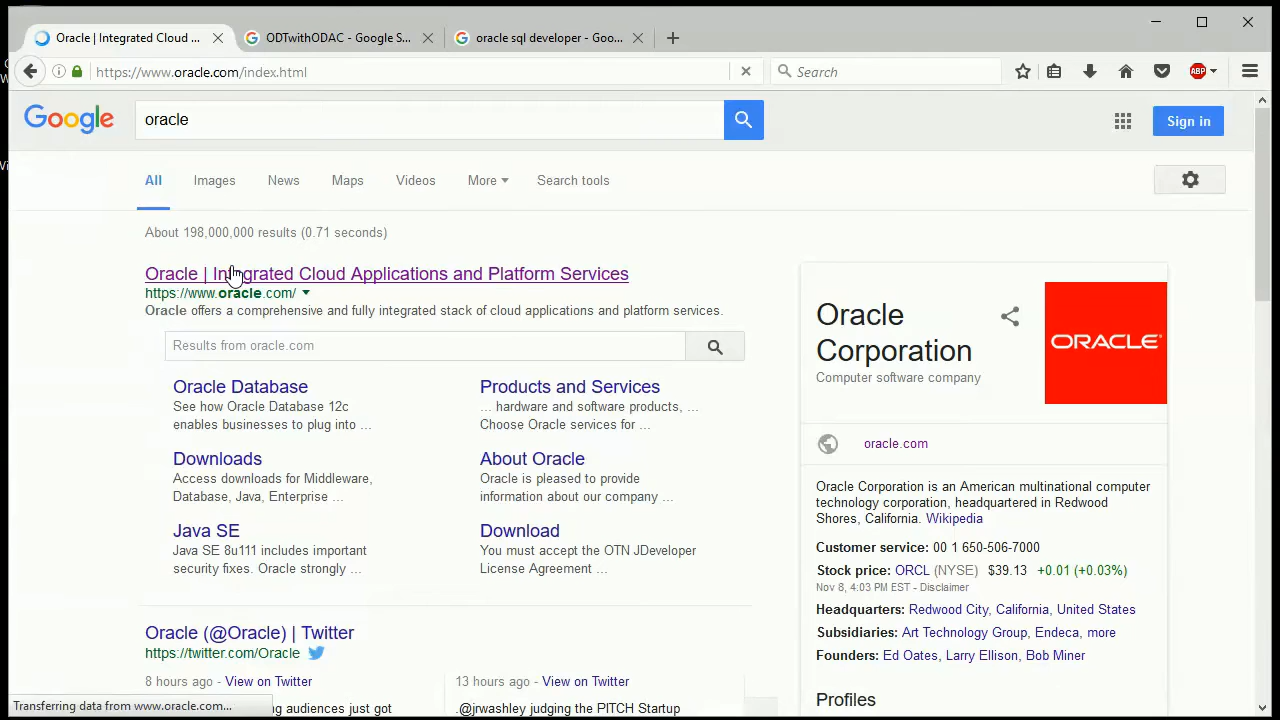 Oracle | Integrated Cloud ...
ODTwithODAC - Google S...
oracle sql developer - Goo...
https://www.oracle.com/index.html
Search
ABP
Google
oracle
Sign in
All
Images
News
Maps
Videos
More
Search tools
About 198,000,000 results (0.71 seconds)
Oracle | Integrated Cloud Applications and Platform Services
https://www.oracle.com/
Oracle offers a comprehensive and fully integrated stack of cloud applications and platform services.
Results from oracle.com
Oracle Database
See how Oracle Database 12c
enables businesses to plug into ...
Products and Services
... hardware and software products, ...
Choose Oracle services for ...
Downloads
Access downloads for Middleware,
Database, Java, Enterprise ...
About Oracle
Oracle is pleased to provide
information about our company ...
Java SE
Java SE 8u111 includes important
security fixes. Oracle strongly ...
Download
You must accept the OTN JDeveloper
License Agreement ...
Oracle (@Oracle) | Twitter
https://twitter.com/Oracle
8 hours ago - View on Twitter
13 hours ago - View on Twitter
ng audiences just got
.@jrwashley judging the PITCH Startup
Transferring data from www.oracle.com...
Oracle
Corporation
Computer software company
ORACLE
oracle.com
Oracle Corporation is an American multinational computer
technology corporation, headquartered in Redwood
Shores, California. Wikipedia
Customer service: 00 1 650-506-7000
Stock price: ORCL (NYSE) $39.13 +0.01 (+0.03%)
Nov 8, 4:03 PM EST - Disclaimer
Headquarters: Redwood City, California, United States
Subsidiaries: Art Technology Group, Endeca, more
Founders: Ed Oates, Larry Ellison, Bob Miner
Profiles